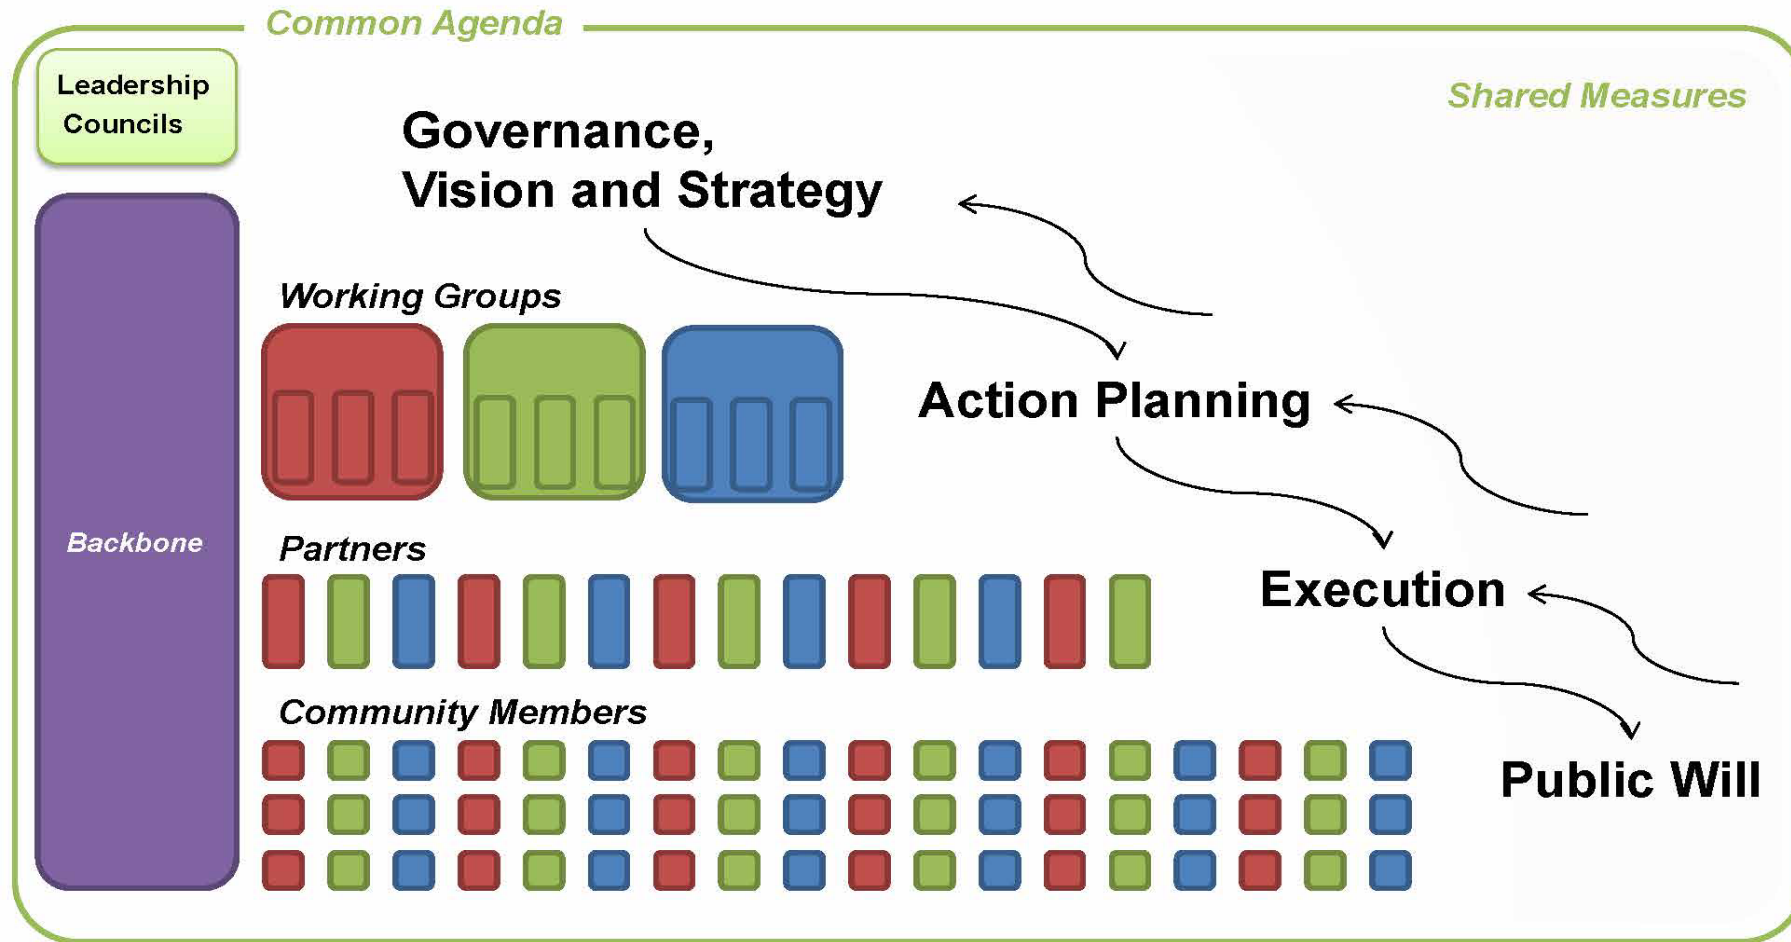 Common Agenda
Leadership
Councils
Shared Measures
Governance,
Vision and Strategy
Working Groups
Action Planning
Backbone
Partners
Execution
Community Members
Public Will